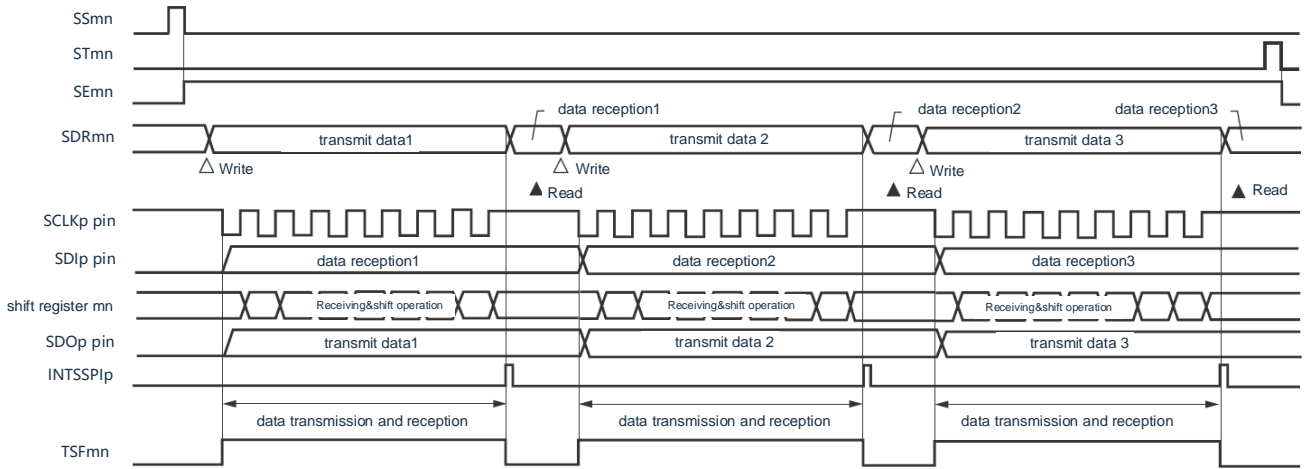 SSmn
STmn
SEmn
data reception1
data reception2
data reception3
SDRmn
transmit data1
transmit data 2
transmit data 3
Write
Write
Write
Read
Read
Read
SCLKp pin
SDIp pin
data reception1
data reception2
data reception3
shift register mn
Receiving&shift operation
Receiving&shift operation
Receiving&shift operation
SDOp pin
transmit data1
transmit data 2
transmit data 3
INTSSPIp
data transmission and reception
data transmission and reception
data transmission and reception
TSFmn